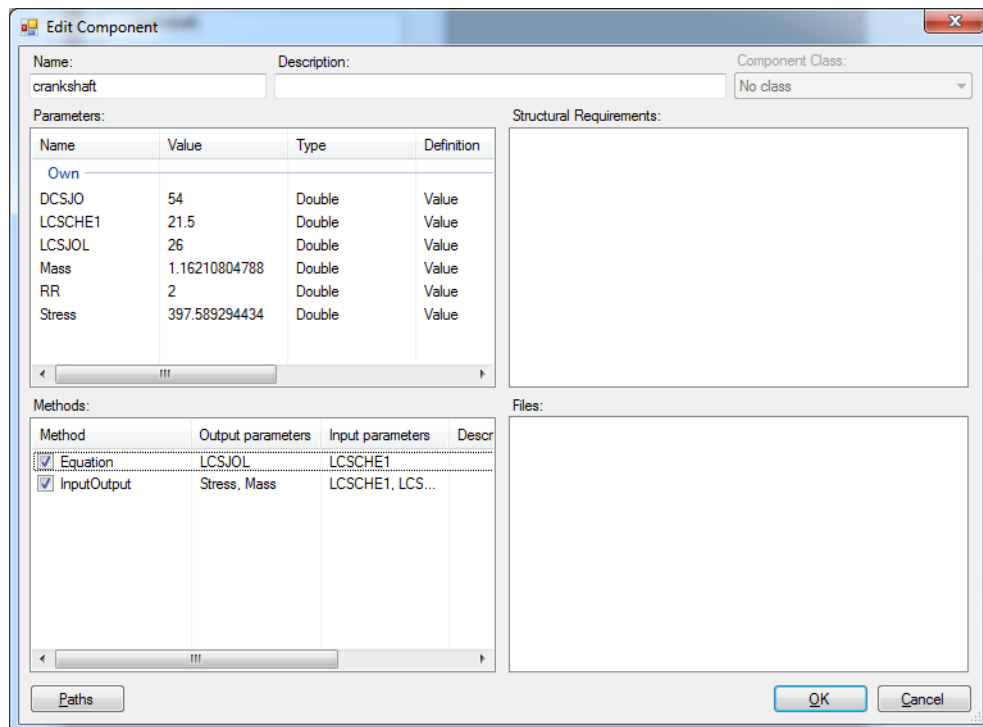 Edit Component
Name: Description: Component Class:
crankshaft No class
Parameters: Structural Requirements:
Name Value Type Definition
Own
DCSJO 54 Double Value
LCSCHE1 21.5 Double Value
LCSJOL 26 Double Value
Mass 1.16210804788 Double Value
RR 2 Double Value
Stress 397.589294434 Double Value
Methods: Files:
Method Output parameters Input parameters Descr
Equation LCSJOL LCSCHE1
InputOutput Stress, Mass LCSCHE1, LCS...
Paths OK Cancel